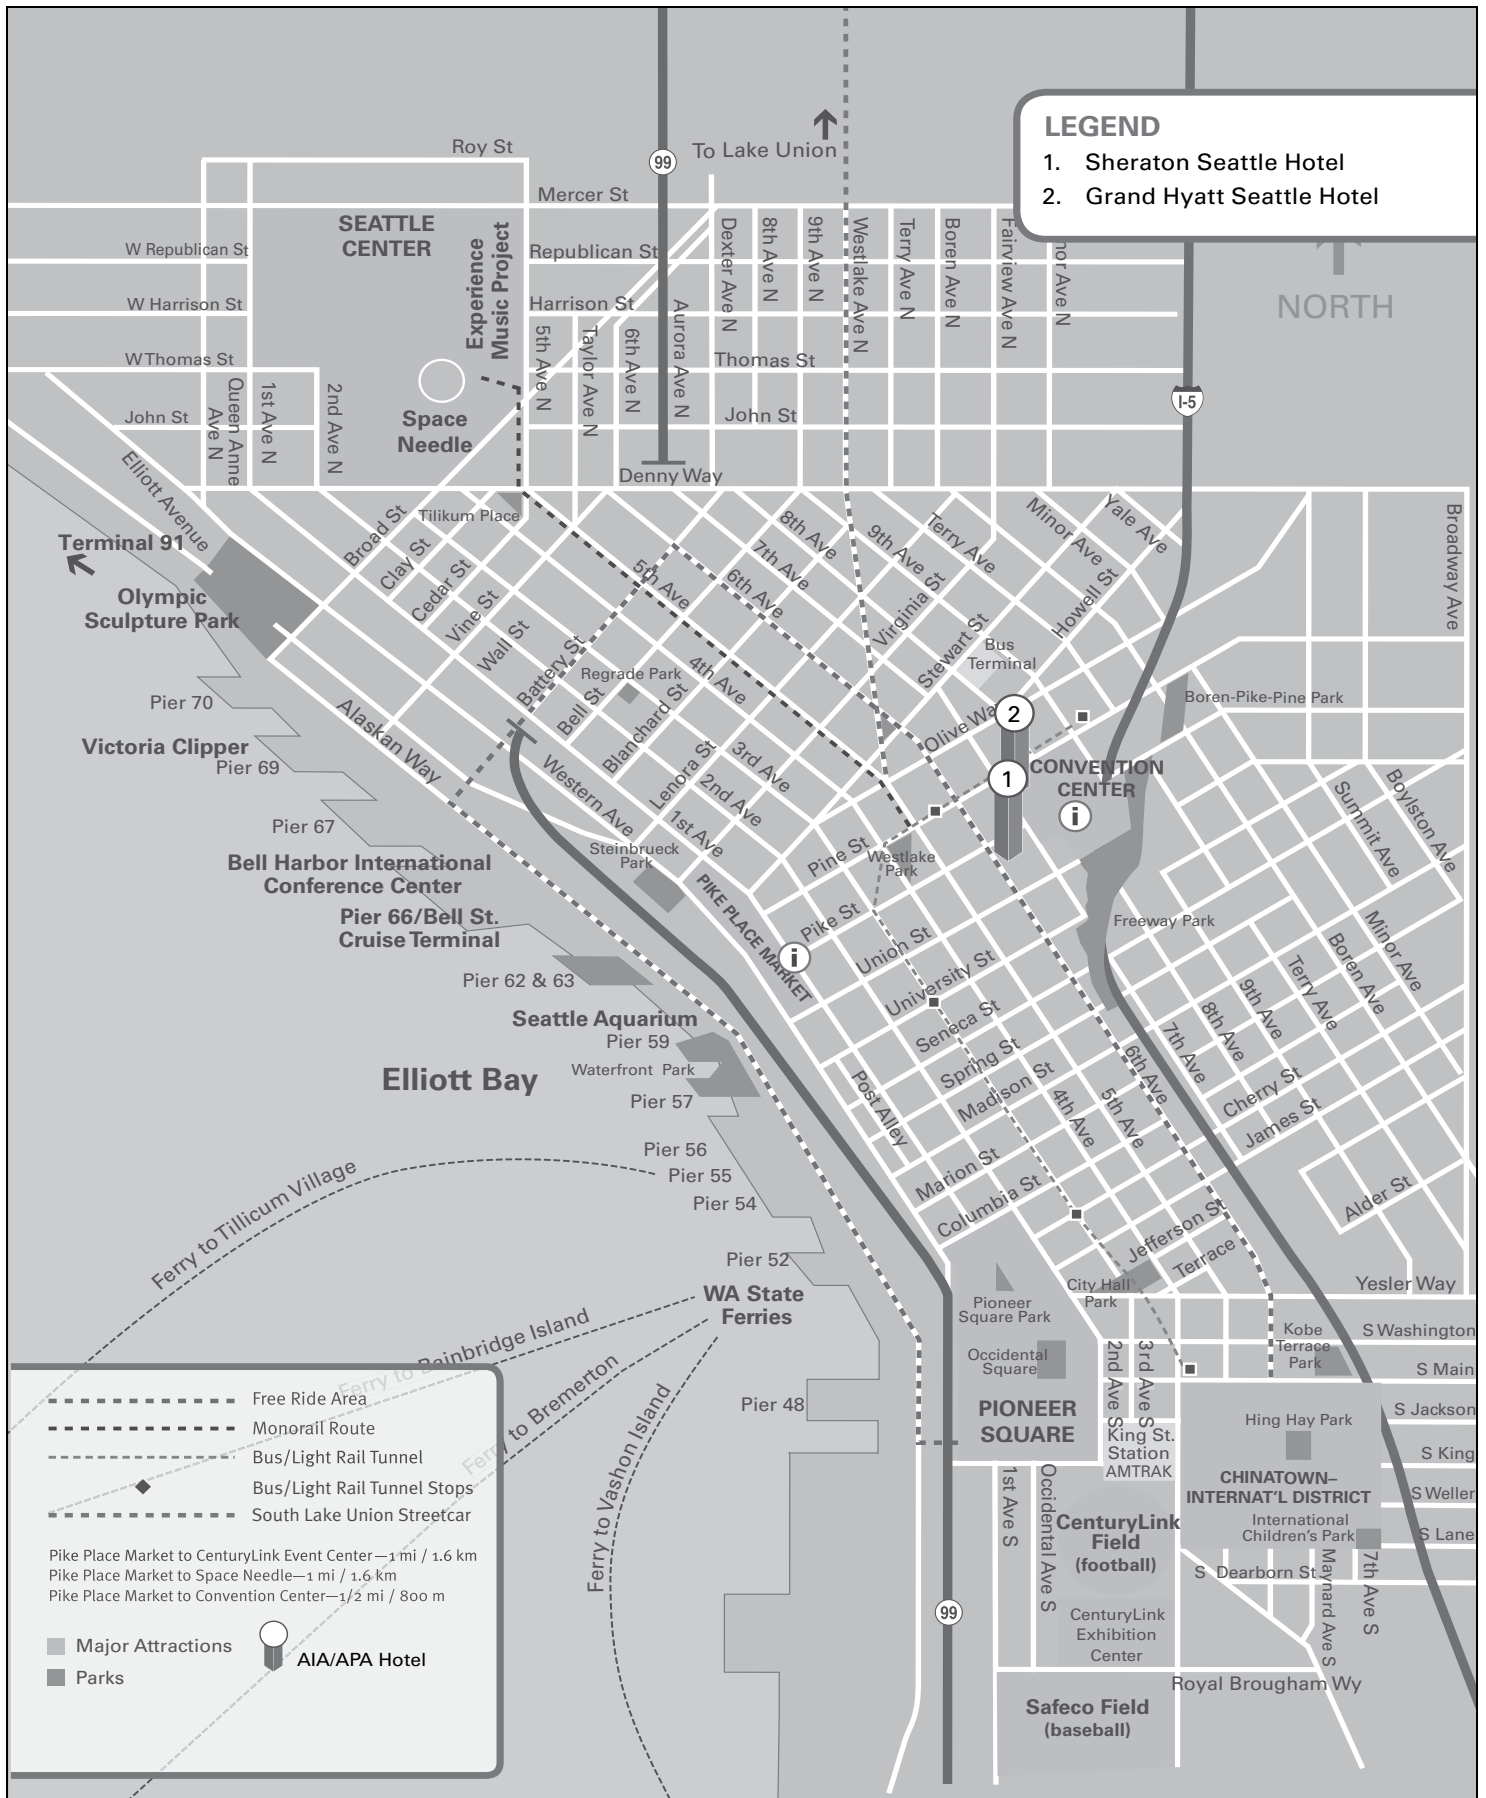 LEGEND
1. Sheraton Seattle Hotel
2. Grand Hyatt Seattle Hotel
NORTH
To Lake Union
99
Roy St
Mercer St
SEATTLE
CENTER
Experience
Music Project
W Republican St
Republican St
W Harrison St
Harrison St
W Thomas St
Thomas St
John St
John St
Space
Needle
Queen Anne
Ave N
1st Ave N
2nd Ave N
5th Ave N
Taylor Ave N
6th Ave N
Aurora Ave N
Dexter Ave N
8th Ave N
9th Ave N
Westlake Ave N
Terry Ave N
Boren Ave N
Fairview Ave N
nor Ave N
I-5
Denny Way
Broadway Ave
Elliott Avenue
Tilikum Place
Broad St
Clay St
Cedar St
Vine St
Wall St
Battery St
Bell St
Blanchard St
Lenora St
Virginia St
Stewart St
Howell St
Olive Wa
8th Ave
7th Ave
6th Ave
5th Ave
4th Ave
3rd Ave
2nd Ave
1st Ave
Western Ave
Alaskan Way
9th Ave
Terry Ave
Minor Ave
Yale Ave
Terminal 91
Olympic
Sculpture Park
Regrade Park
Bus
Terminal
Boren-Pike-Pine Park
2
1
CONVENTION
CENTER
i
Pier 70
Victoria Clipper
Pier 69
Pier 67
Bell Harbor International
Conference Center
Pier 66/Bell St.
Cruise Terminal
Pier 62 & 63
Seattle Aquarium
Pier 59
Waterfront Park
Pier 57
Elliott Bay
Pier 56
Pier 55
Pier 54
Pier 52
WA State
Ferries
Pier 48
Steinbrueck
Park
PIKE PLACE MARKET
i
Westlake
Park
Pine St
Pike St
Union St
University St
Seneca St
Spring St
Madison St
Marion St
Columbia St
Post Alley
4th Ave
5th Ave
6th Ave
7th Ave
8th Ave
9th Ave
Terry Ave
Boren Ave
Minor Ave
Summit Ave
Boylston Ave
Freeway Park
Cherry St
James St
Alder St
Jefferson St
Terrace
Yesler Way
City Hall
Park
Pioneer
Square Park
Occidental
Square
PIONEER
SQUARE
2nd Ave S
3rd Ave S
Kobe
Terrace
Park
S Washington
S Main
S Jackson
S King
S Weller
S Lane
King St.
Station
AMTRAK
Hing Hay Park
CHINATOWN–
INTERNAT’L DISTRICT
International
Children’s Park
S Dearborn St
Maynard Ave S
7th Ave S
1st Ave S
Occidental Ave S
CenturyLink
Field
(football)
CenturyLink
Exhibition
Center
99
Royal Brougham Wy
Safeco Field
(baseball)
Ferry to Tillicum Village
Ferry to Bainbridge Island
Ferry to Bremerton
Ferry to Vashon Island
Free Ride Area
Monorail Route
Bus/Light Rail Tunnel
Bus/Light Rail Tunnel Stops
South Lake Union Streetcar
Pike Place Market to CenturyLink Event Center—1 mi / 1.6 km
Pike Place Market to Space Needle—1 mi / 1.6 km
Pike Place Market to Convention Center—1/2 mi / 800 m
Major Attractions
Parks
AIA/APA Hotel